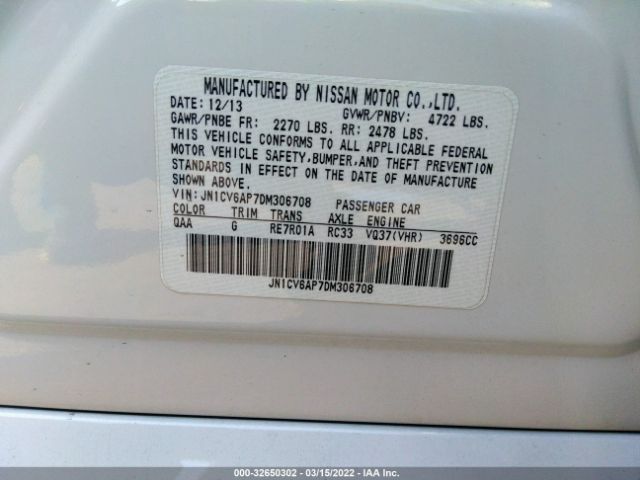 MANUFACTURED BY NISSAN MOTOR CO.,LTD.
DATE: 12/13 GVWR/PNBV: 4722 LBS.
GAWR/PNBE FR: 2270 LBS. RR: 2478 LBS.
THIS VEHICLE CONFORMS TO ALL APPLICABLE FEDERAL
MOTOR VEHICLE SAFETY, BUMPER, AND THEFT PREVENTION
STANDARDS IN EFFECT ON THE DATE OF MANUFACTURE
SHOWN ABOVE.
VIN: JN1CV6AP7DM306708 PASSENGER CAR
COLOR TRIM TRANS AXLE ENGINE
QAA G RE7R01A RC33 VQ37(VHR) 3696CC
JN1CV6AP7DM306708
000-32650302 - 03/15/2022 - IAA Inc.